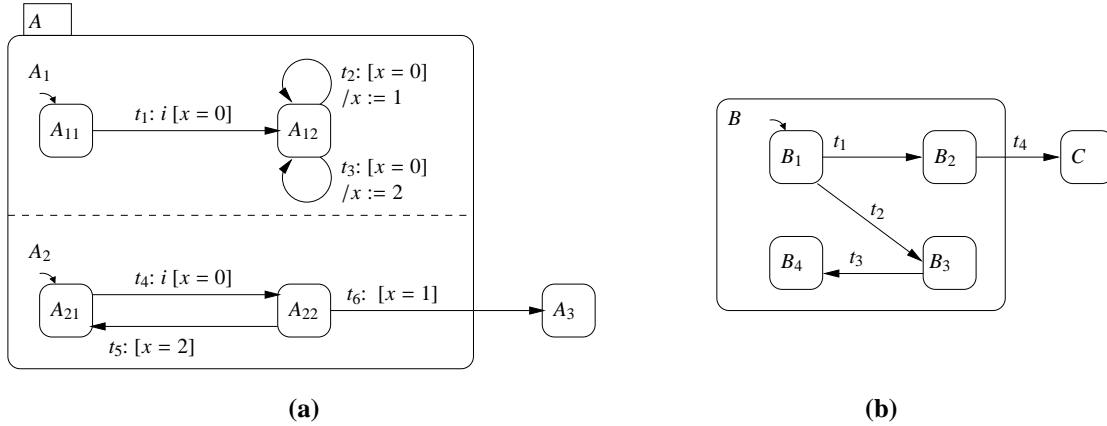 A
A₁
A₁₁
t₁: i [x = 0]
A₁₂
t₂: [x = 0]
/x := 1
t₃: [x = 0]
/x := 2
A₂
A₂₁
t₄: i [x = 0]
A₂₂
t₅: [x = 2]
t₆: [x = 1]
A₃
(a)
B
B₁
t₁
B₂
t₄
C
t₂
B₄
t₃
B₃
(b)